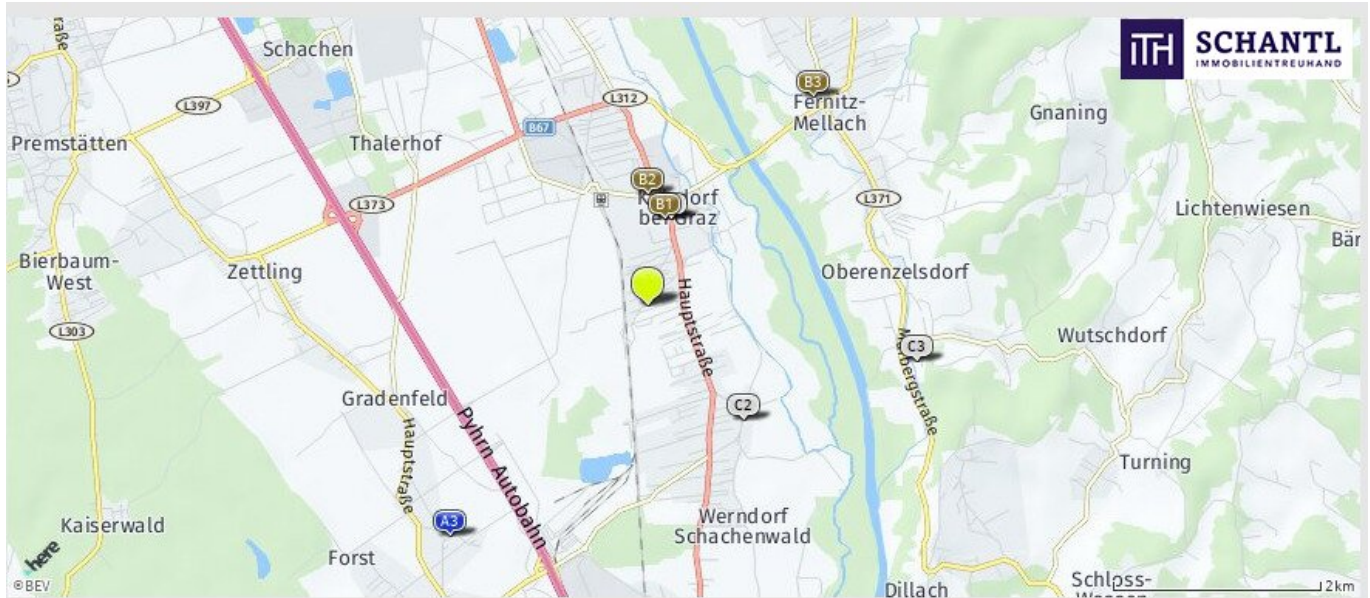 ITH SCHANTL
IMMOBILIENTREUHAND
Schachen
L397
Premstätten
Thalerhof
B67
L312
B3
Fernitz-
Mellach
Gnaning
L373
B2
B1
L371
Lichtenwiesen
Bierbaum-
West
Zettling
Oberenzelsdorf
L303
Hauptstraße
Wutschdorf
C3
Gradenfeld
C2
Pyhrn Autobahn
Hauptstraße
Turning
A3
Kaiserwald
Werndorf
Schachenwald
Forst
here
©BEV
Dillach
Schloss-
2km